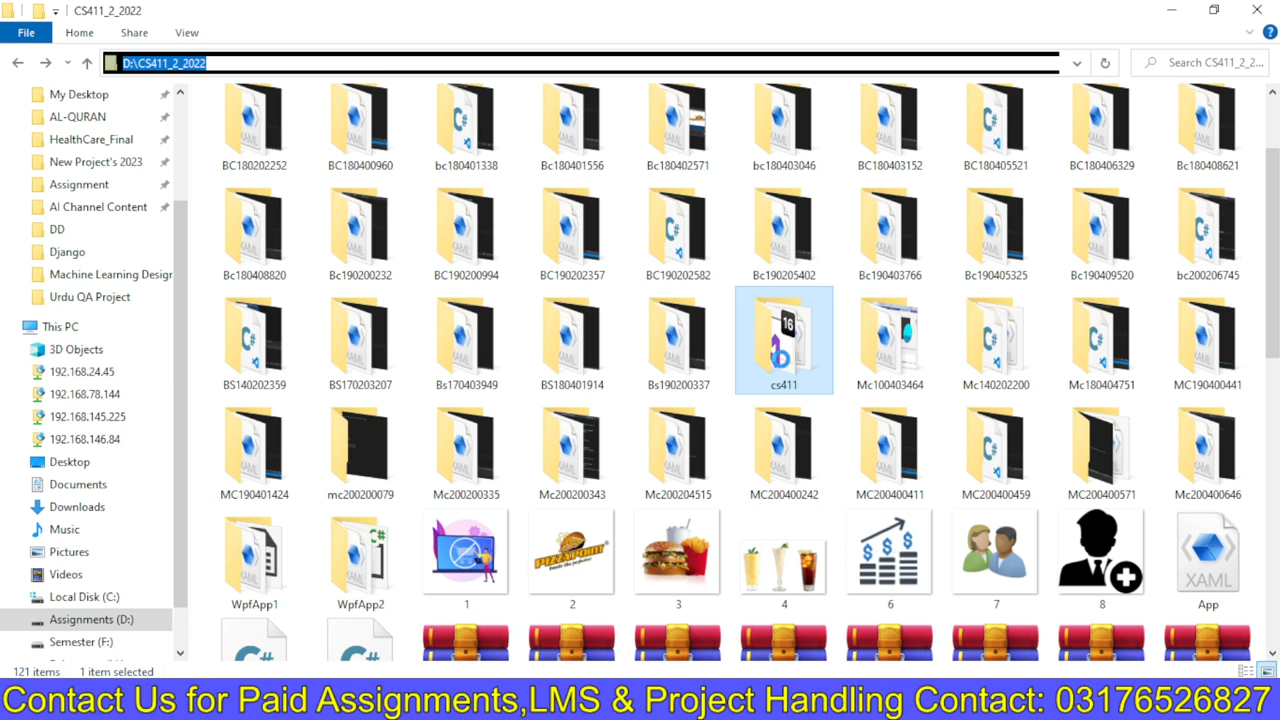 CS411_2_2022
File Home Share View
D:\CS411_2_2022
Search CS411_2_2...
My Desktop
AL-QURAN
HealthCare_Final
New Project's 2023
Assignment
AI Channel Content
DD
Django
Machine Learning Design
Urdu QA Project
This PC
3D Objects
192.168.24.45
192.168.78.144
192.168.145.225
192.168.146.84
Desktop
Documents
Downloads
Music
Pictures
Videos
Local Disk (C:)
Assignments (D:)
Semester (F:)
BC180202252 BC180400960 bc180401338 Bc180401556 Bc180402571 bc180403046 BC180403152 BC180405521 BC180406329 Bc180408621
Bc180408820 Bc190200232 BC190200994 BC190202357 BC190202582 Bc190205402 Bc190403766 Bc190405325 Bc190409520 bc200206745
BS140202359 BS170203207 Bs170403949 BS180401914 Bs190200337 cs411 Mc100403464 Mc140202200 Mc180404751 MC190400441
MC190401424 mc200200079 Mc200200335 Mc200200343 Mc200204515 MC200400242 MC200400411 MC200400459 MC200400571 Mc200400646
WpfApp1 WpfApp2 1 2 3 4 6 7 8 App
121 items 1 item selected
Contact Us for Paid Assignments,LMS & Project Handling Contact: 03176526827